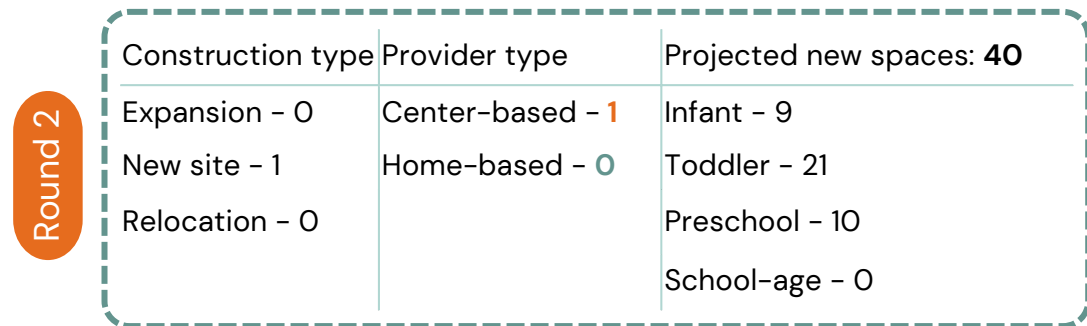 Round 2
Construction type Provider type Projected new spaces: 40
Expansion - 0 Center-based - 1 Infant - 9
New site - 1 Home-based - 0 Toddler - 21
Relocation - 0 Preschool - 10
School-age - 0